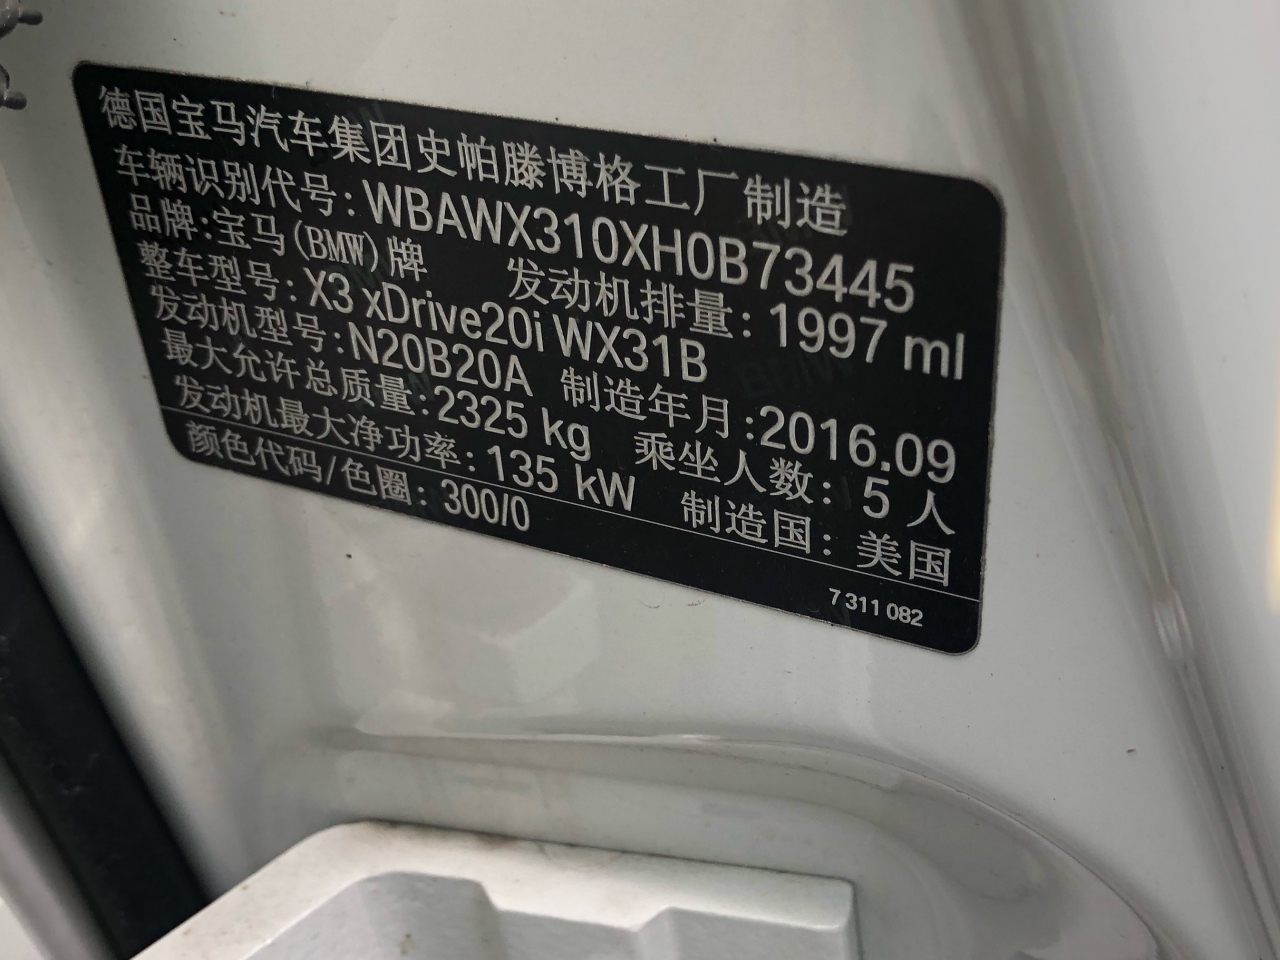 德国宝马汽车集团史帕滕博格工厂制造
车辆识别代号: WBAWX310XH0B73445
品牌:宝马(BMW)牌 发动机排量: 1997 ml
整车型号: X3 xDrive20i WX31B
发动机型号: N20B20A 制造年月:2016.09
最大允许总质量:2325 kg 乘坐人数: 5 人
发动机最大净功率: 135 kW 制造国: 美国
颜色代码/色圈: 300/0
7 311 082